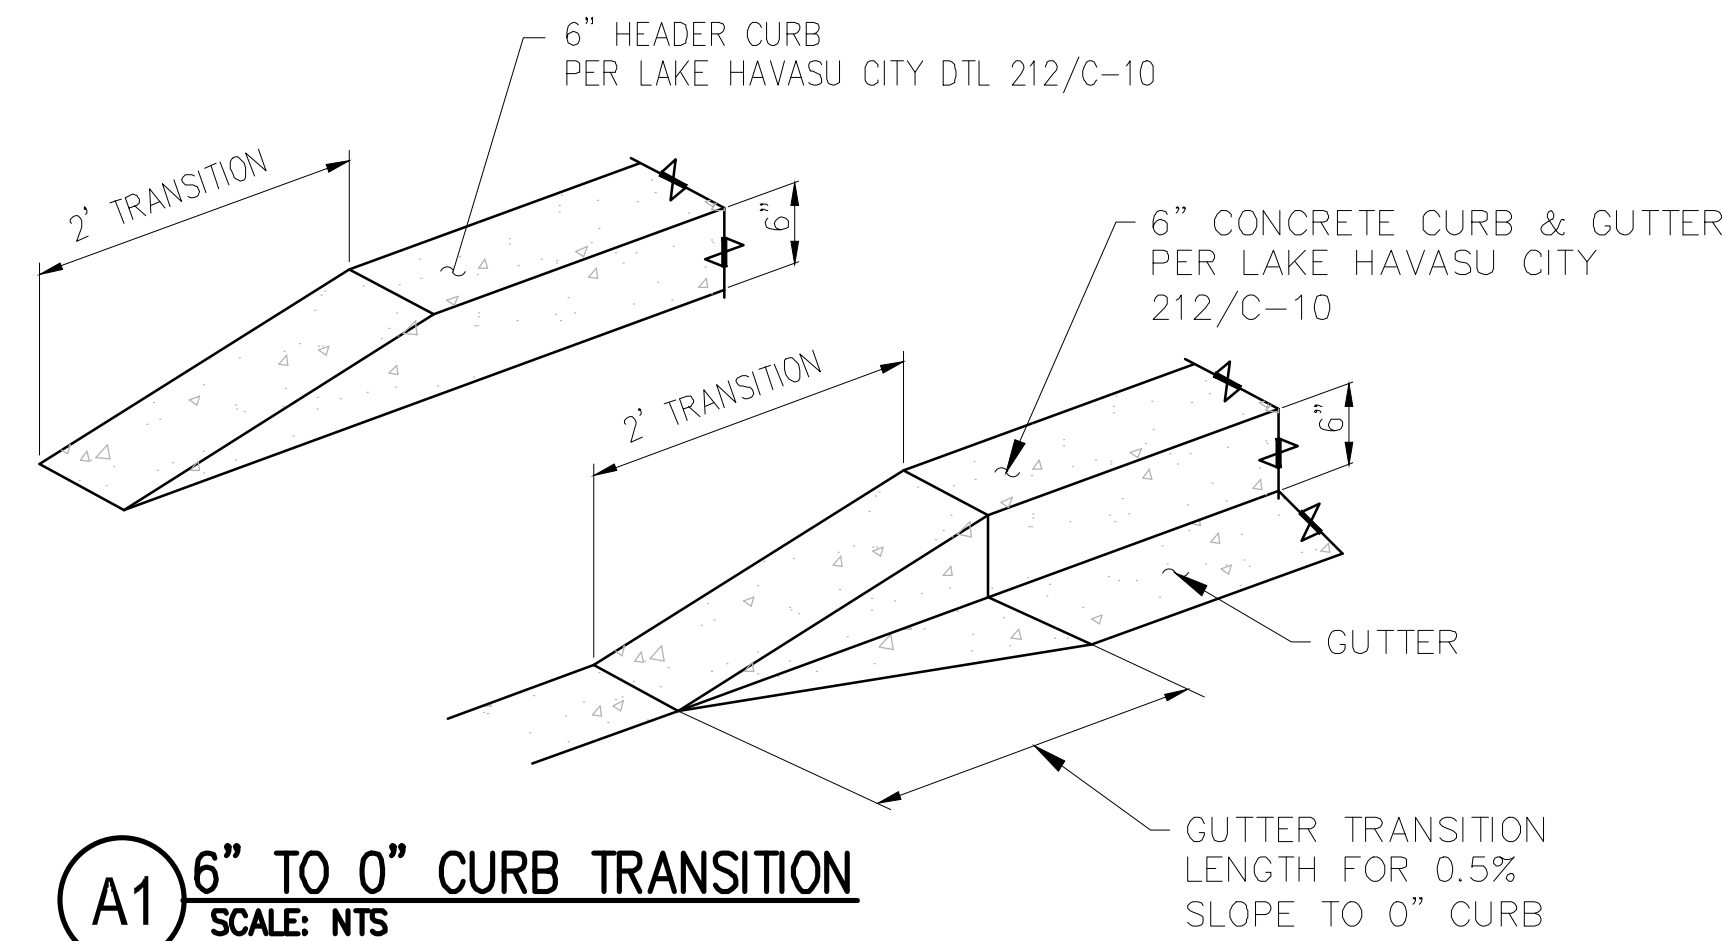 6” HEADER CURB
PER LAKE HAVASU CITY DTL 212/C-10
2’ TRANSITION
6”
6” CONCRETE CURB & GUTTER
PER LAKE HAVASU CITY
212/C-10
2’ TRANSITION
6”
GUTTER
GUTTER TRANSITION
LENGTH FOR 0.5%
SLOPE TO 0” CURB
A1
6” TO 0” CURB TRANSITION
SCALE: NTS